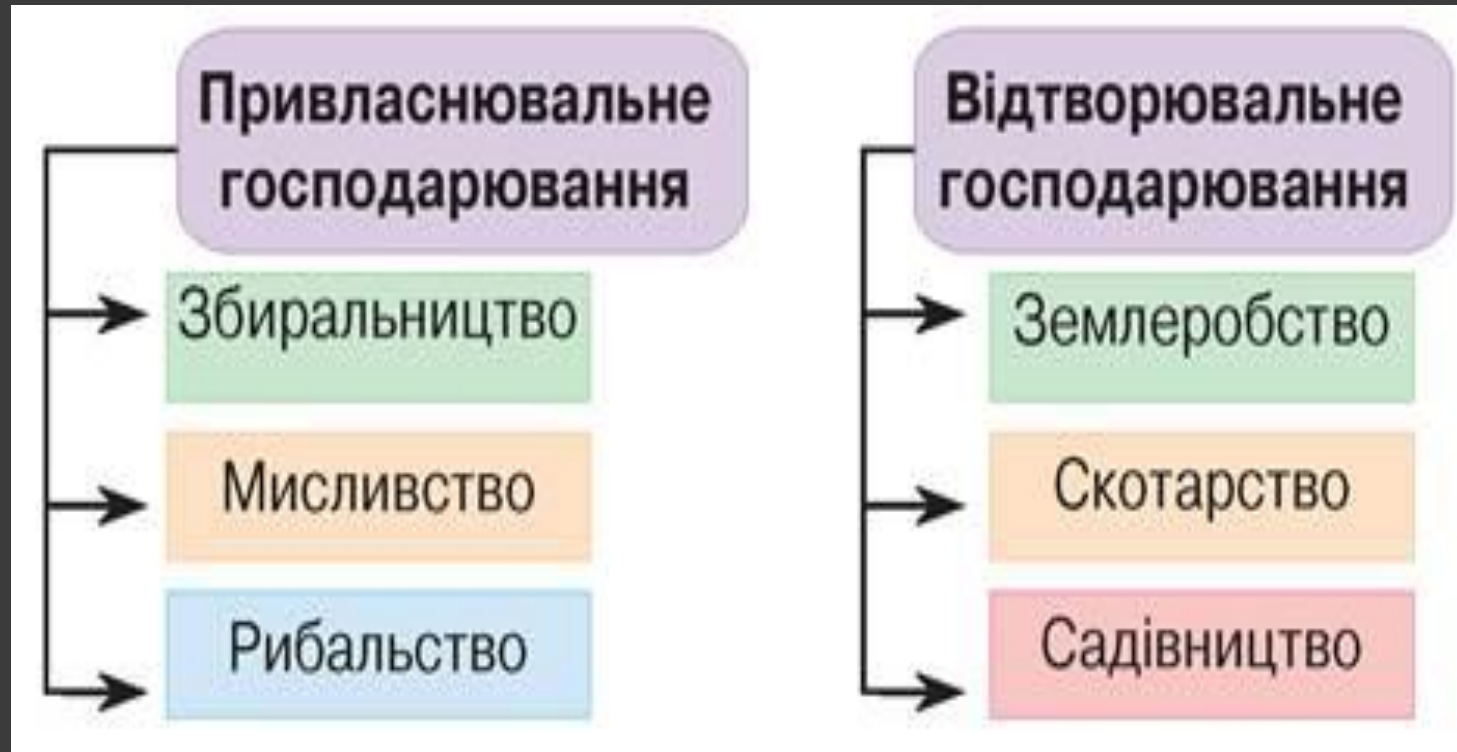 Привласнювальне
господарювання
Збиральництво
Мисливство
Рибальство
Відтворювальне
господарювання
Землеробство
Скотарство
Садівництво